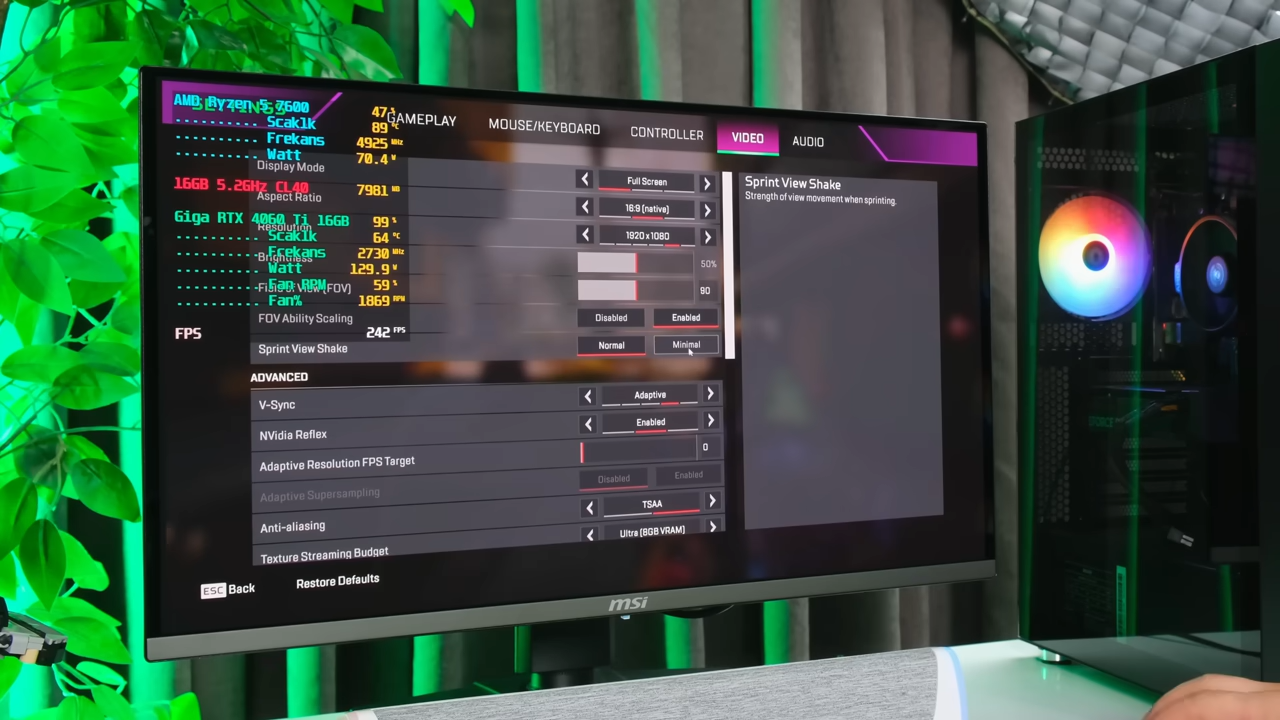 SETTINGS
GAMEPLAY
MOUSE/KEYBOARD
CONTROLLER
VIDEO
AUDIO
AMD Ryzen 5 7600 47 %
Scaklk 89 °C
Frekans 4925 MHz
Watt 70.4 W
16GB 5.2GHz CL40 7981 MB
Giga RTX 4060 Ti 16GB 99 %
Scaklk 64 °C
Frekans 2730 MHz
Watt 129.9 W
Fan RPM 59 %
Fan% 1869 RPM
FPS 242 FPS
Display Mode Full Screen
Aspect Ratio 16:9 (native)
Resolution 1920 x 1080
Brightness 50%
Field of View (FOV) 90
FOV Ability Scaling Disabled Enabled
Sprint View Shake Normal Minimal
ADVANCED
V-Sync Adaptive
NVidia Reflex Enabled
Adaptive Resolution FPS Target 0
Adaptive Supersampling Disabled Enabled
Anti-aliasing TSAA
Texture Streaming Budget Ultra (8GB VRAM)
Sprint View Shake
Strength of view movement when sprinting.
ESC Back
Restore Defaults
msi